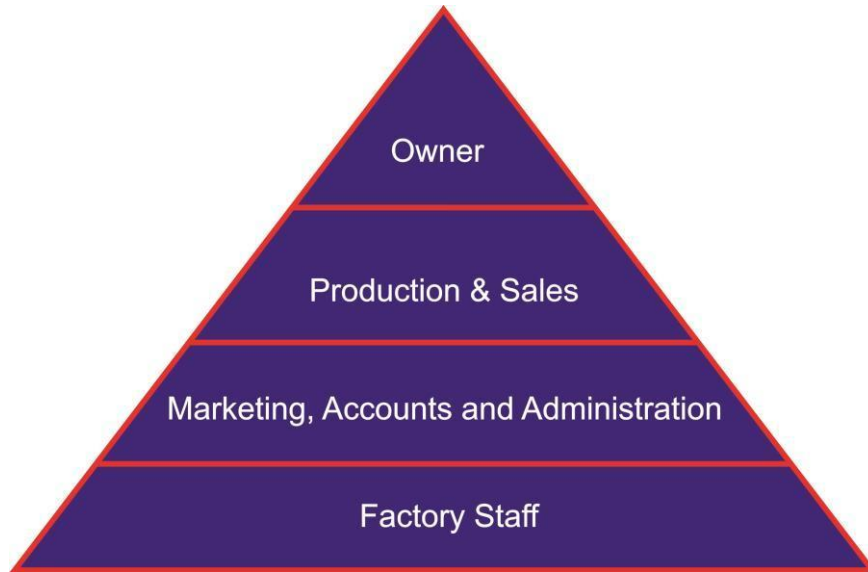 Owner
Production & Sales
Marketing, Accounts and Administration
Factory Staff